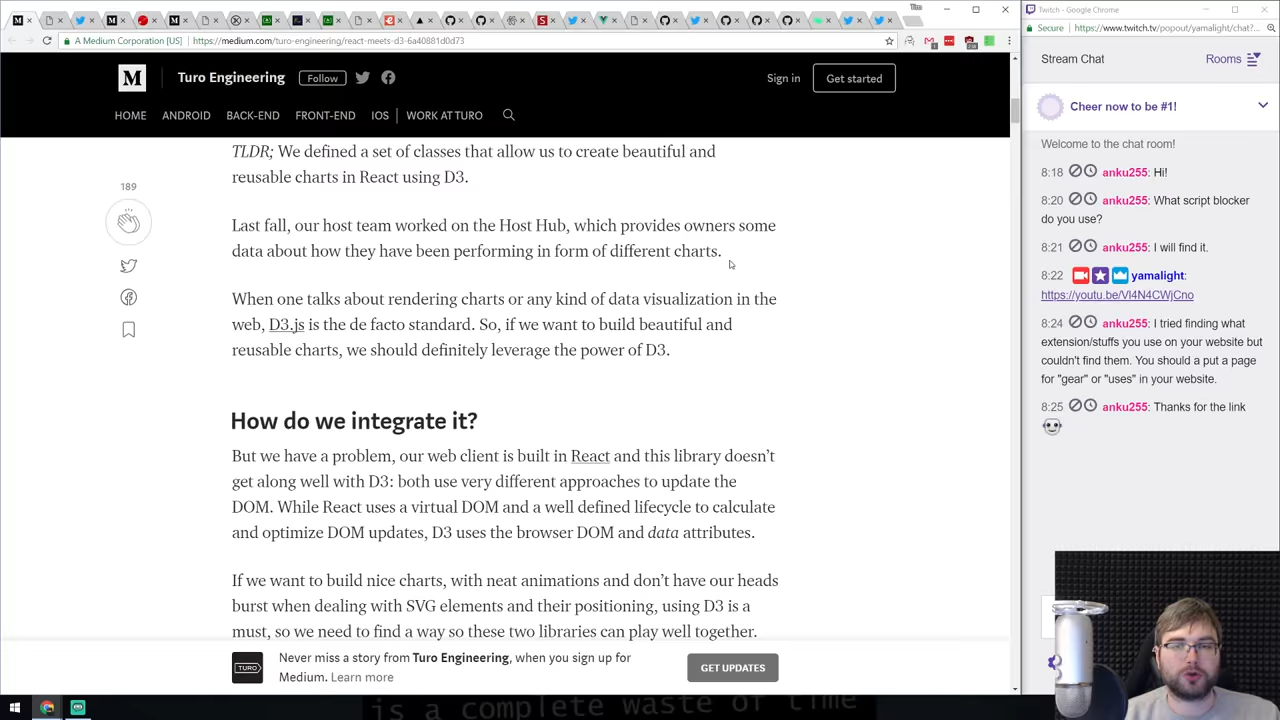 Tim
A Medium Corporation [US] | https://medium.com/turo-engineering/react-meets-d3-6a40881d0d73
M
Turo Engineering
Follow
Sign in
Get started
HOME ANDROID BACK-END FRONT-END IOS WORK AT TURO
TLDR; We defined a set of classes that allow us to create beautiful and
reusable charts in React using D3.
189
Last fall, our host team worked on the Host Hub, which provides owners some
data about how they have been performing in form of different charts.
When one talks about rendering charts or any kind of data visualization in the
web, D3.js is the de facto standard. So, if we want to build beautiful and
reusable charts, we should definitely leverage the power of D3.
How do we integrate it?
But we have a problem, our web client is built in React and this library doesn't
get along well with D3: both use very different approaches to update the
DOM. While React uses a virtual DOM and a well defined lifecycle to calculate
and optimize DOM updates, D3 uses the browser DOM and data attributes.
If we want to build nice charts, with neat animations and don't have our heads
burst when dealing with SVG elements and their positioning, using D3 is a
must, so we need to find a way so these two libraries can play well together.
TURO
Never miss a story from Turo Engineering, when you sign up for
Medium. Learn more
GET UPDATES
is a complete waste of time
Twitch - Google Chrome
Secure | https://www.twitch.tv/popout/yamalight/chat?...
Stream Chat
Rooms
Cheer now to be #1!
Welcome to the chat room!
8:18 anku255: Hi!
8:20 anku255: What script blocker
do you use?
8:21 anku255: I will find it.
8:22 yamalight:
https://youtu.be/Vl4N4CWjCno
8:24 anku255: I tried finding what
extension/stuffs you use on your website but
couldn't find them. You should a put a page
for "gear" or "uses" in your website.
8:25 anku255: Thanks for the link